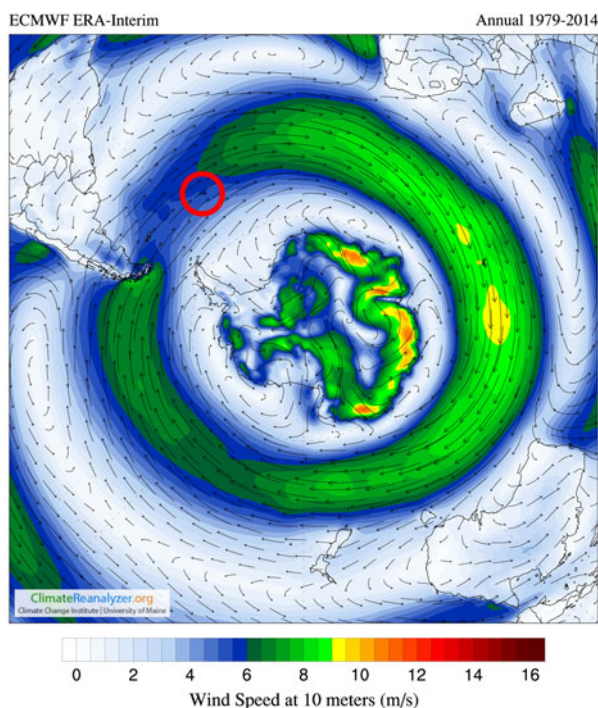 ECMWF ERA-Interim Annual 1979-2014
ClimateReanalyzer.org
Climate Change Institute | University of Maine
0 2 4 6 8 10 12 14 16
Wind Speed at 10 meters (m/s)